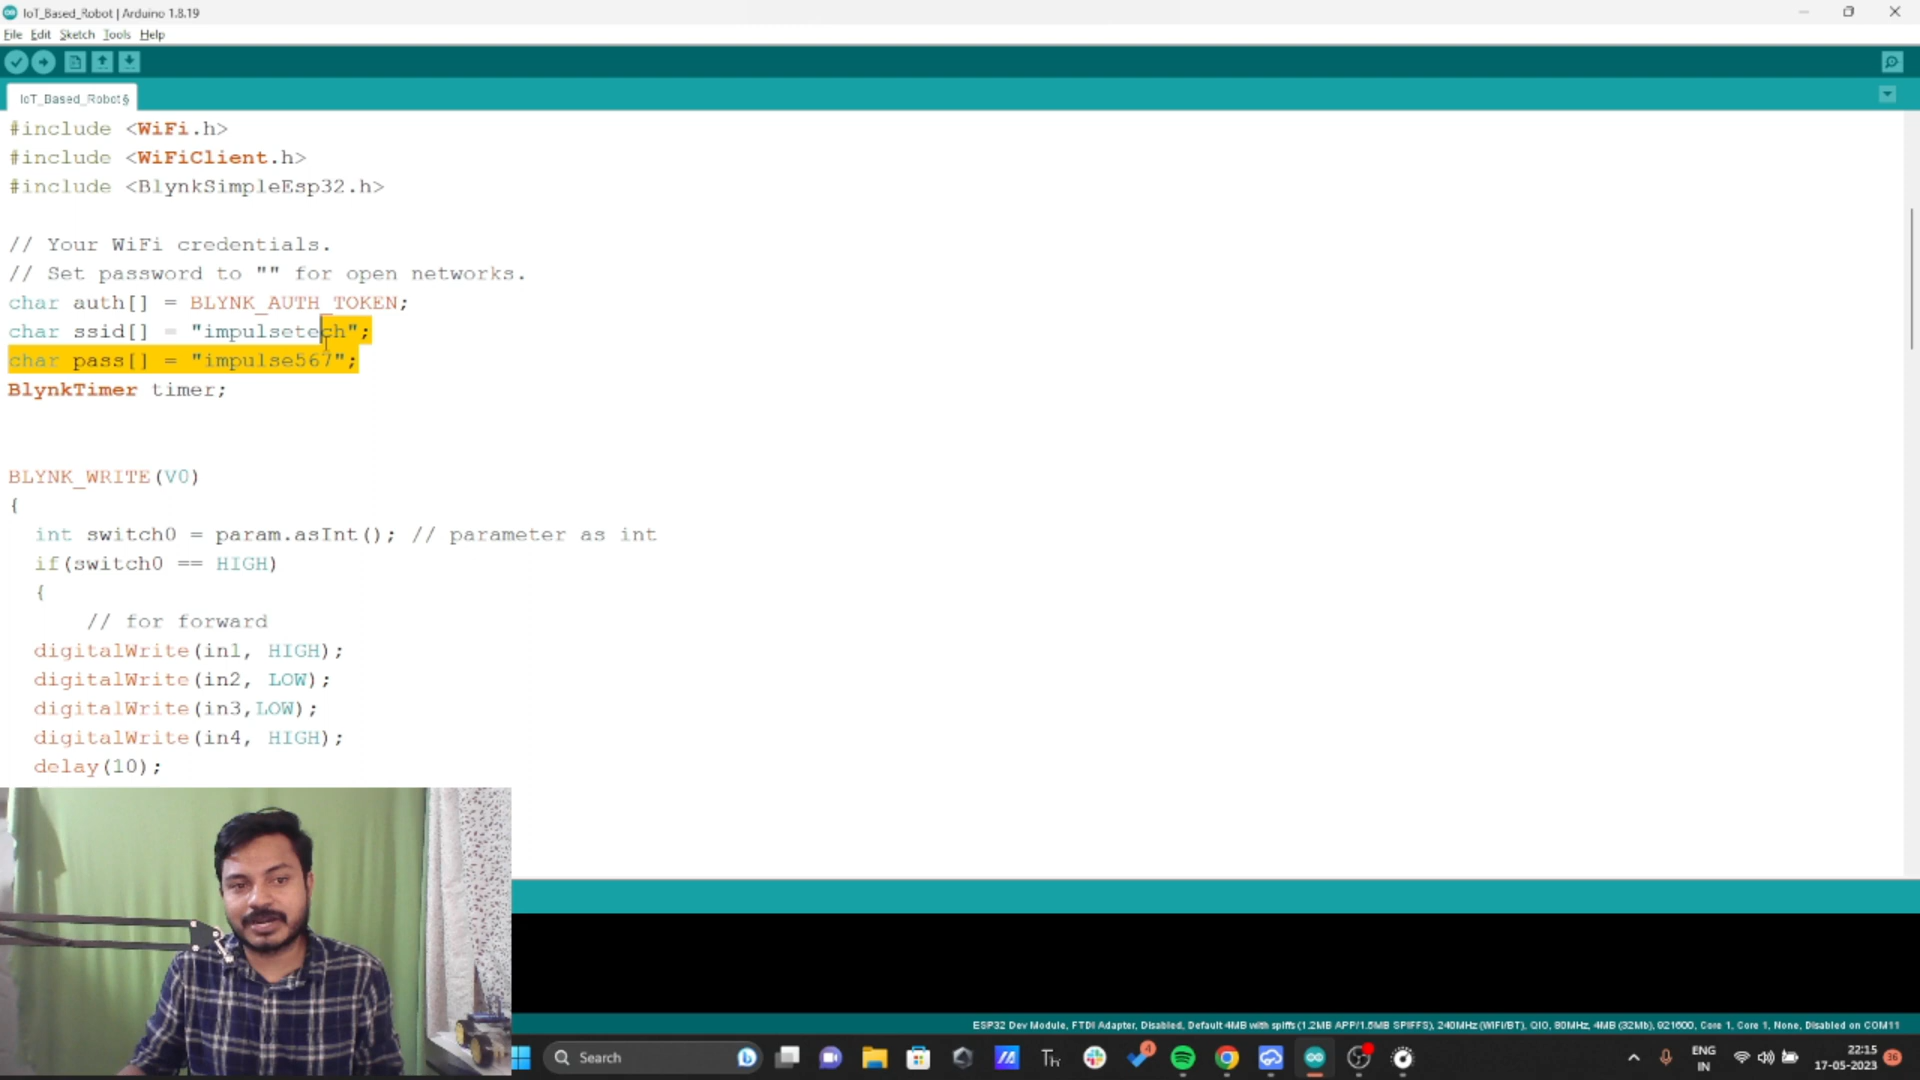 IoT_Based_Robot | Arduino 1.8.19
File Edit Sketch Tools Help
IoT_Based_Robot§
#include <WiFi.h>
#include <WiFiClient.h>
#include <BlynkSimpleEsp32.h>
// Your WiFi credentials.
// Set password to "" for open networks.
char auth[] = BLYNK_AUTH_TOKEN;
char ssid[] = "impulsetech";
char pass[] = "impulse567";
BlynkTimer timer;
BLYNK_WRITE(V0)
{
int switch0 = param.asInt(); // parameter as int
if(switch0 == HIGH)
{
// for forward
digitalWrite(in1, HIGH);
digitalWrite(in2, LOW);
digitalWrite(in3,LOW);
digitalWrite(in4, HIGH);
delay(10);
ESP32 Dev Module, FTDI Adapter, Disabled, Default 4MB with spiffs (1.2MB APP/1.5MB SPIFFS), 240MHz (WiFi/BT), QIO, 80MHz, 4MB (32Mb), 921600, Core 1, Core 1, None, Disabled on COM11
Search
Th
4
ENG
IN
22:15
17-05-2023
36